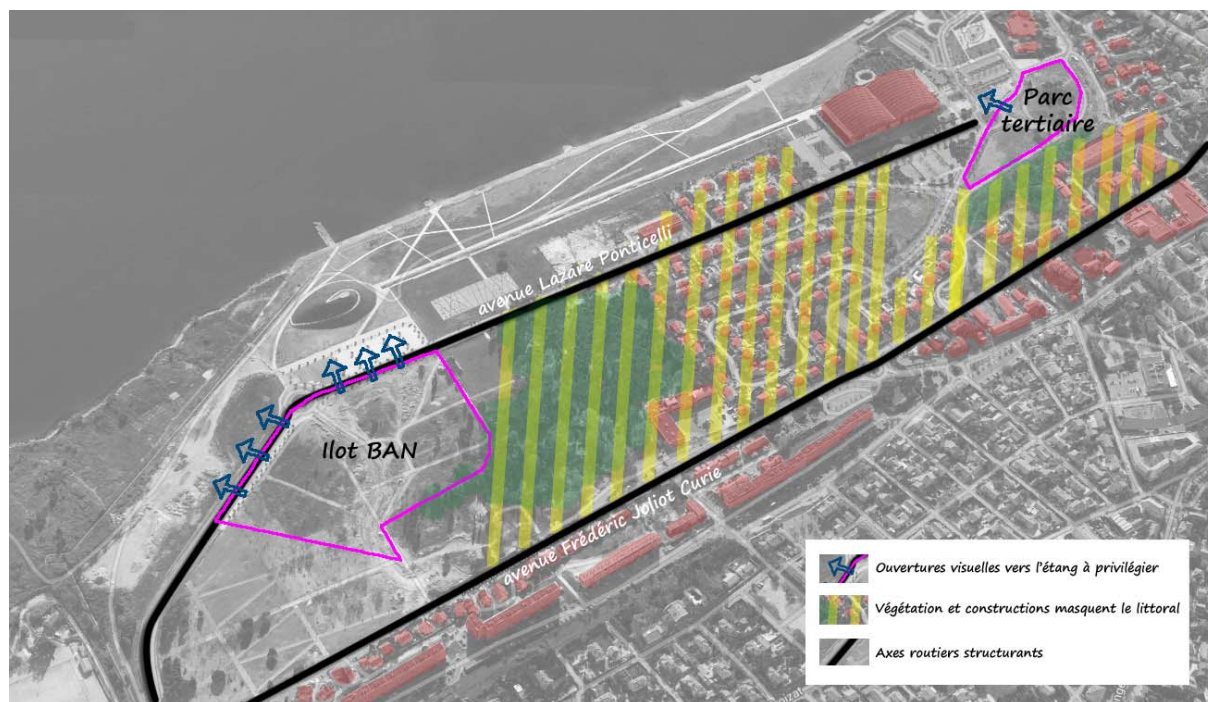 Parc
tertiaire
avenue Lazare Ponticelli
Ilot BAN
avenue Frédéric Joliot Curie
Ouvertures visuelles vers l'étang à privilégier
Végétation et constructions masquent le littoral
Axes routiers structurants